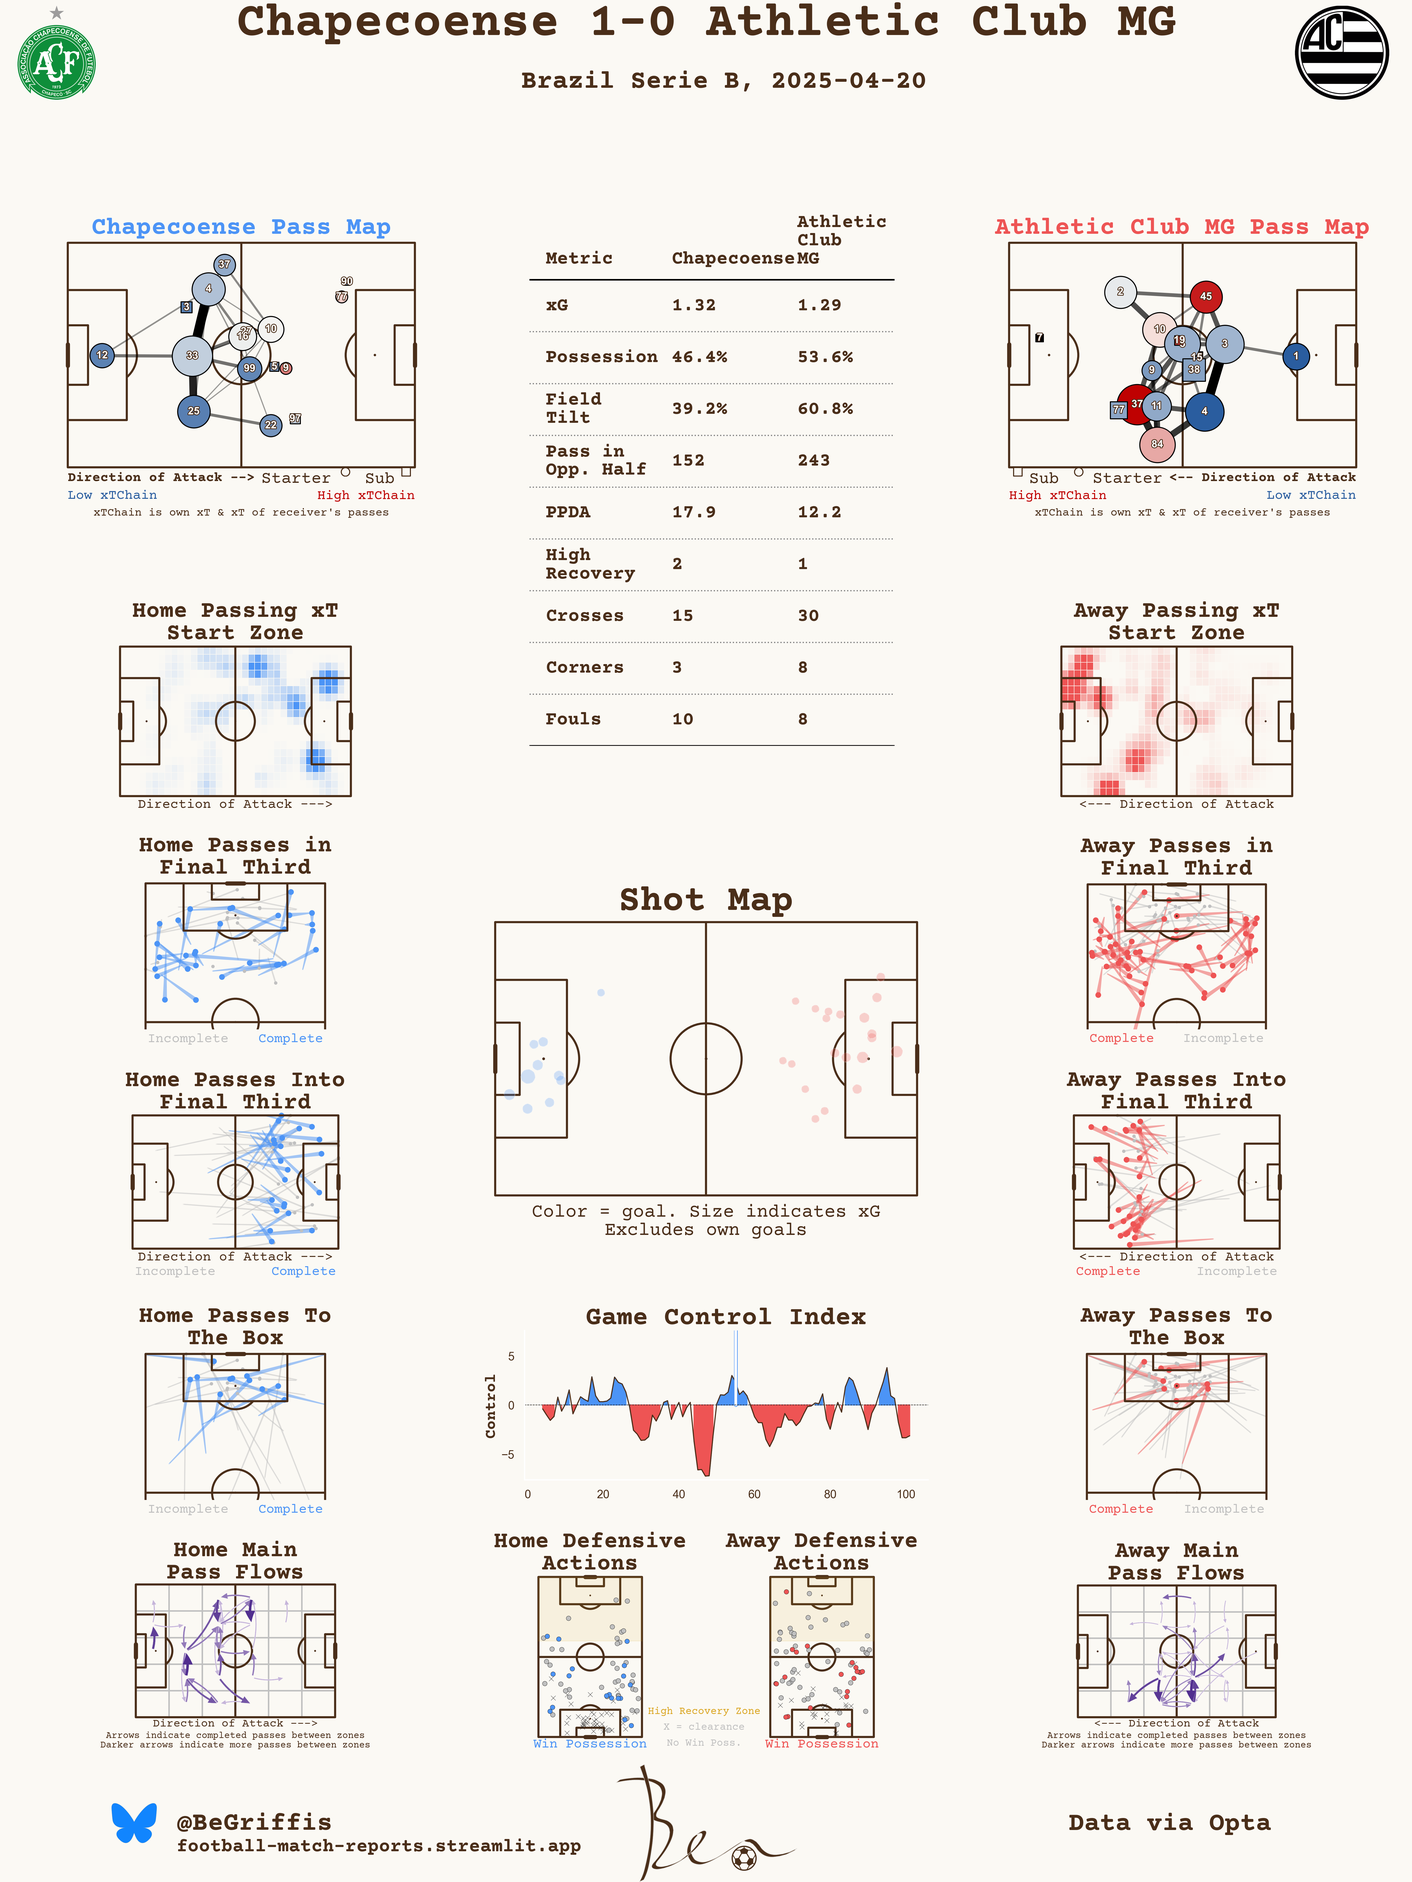 Chapecoense 1-0 Athletic Club MG
Brazil Serie B, 2025-04-20
ASSOCIAÇÃO CHAPECOENSE DE FUTEBOL
ACF
1973
CHAPECÓ - SC
AC
Chapecoense Pass Map
37
4
3
90
77
10
16
12
33
99
5
9
25
22
97
Direction of Attack --> Starter Sub
Low xTChain High xTChain
xTChain is own xT & xT of receiver's passes
Metric Chapecoense Athletic Club MG
xG 1.32 1.29
Possession 46.4% 53.6%
Field Tilt 39.2% 60.8%
Pass in Opp. Half 152 243
PPDA 17.9 12.2
High Recovery 2 1
Crosses 15 30
Corners 3 8
Fouls 10 8
Athletic Club MG Pass Map
2
45
10
7
19
3
15
1
9
38
37
77
11
4
84
Sub Starter <-- Direction of Attack
High xTChain Low xTChain
xTChain is own xT & xT of receiver's passes
Home Passing xT
Start Zone
Direction of Attack --->
Away Passing xT
Start Zone
<--- Direction of Attack
Home Passes in
Final Third
Incomplete Complete
Shot Map
Color = goal. Size indicates xG
Excludes own goals
Away Passes in
Final Third
Complete Incomplete
Home Passes Into
Final Third
Direction of Attack --->
Incomplete Complete
Away Passes Into
Final Third
<--- Direction of Attack
Complete Incomplete
Home Passes To
The Box
Incomplete Complete
Game Control Index
Control
5
0
−5
0 20 40 60 80 100
Away Passes To
The Box
Complete Incomplete
Home Main
Pass Flows
Direction of Attack --->
Arrows indicate completed passes between zones
Darker arrows indicate more passes between zones
Home Defensive
Actions
Win Possession
Away Defensive
Actions
Win Possession
High Recovery Zone
X = clearance
No Win Poss.
Away Main
Pass Flows
<--- Direction of Attack
Arrows indicate completed passes between zones
Darker arrows indicate more passes between zones
@BeGriffis
football-match-reports.streamlit.app
Ben
Data via Opta